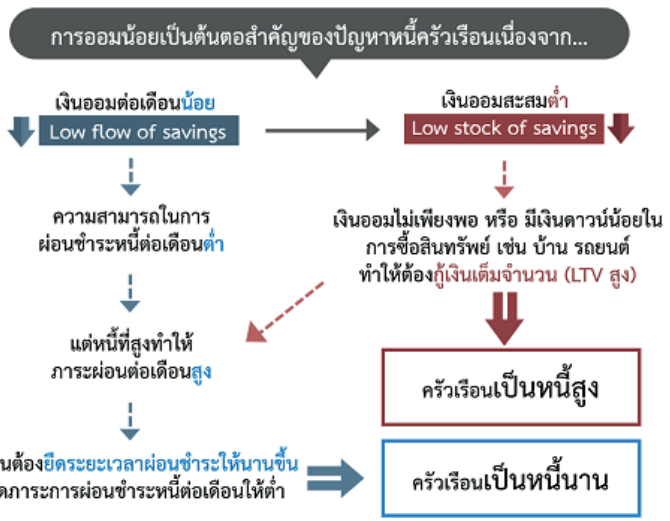 การออมน้อยเป็นต้นตอสำคัญของปัญหาหนี้ครัวเรือนเนื่องจาก...
เงินออมต่อเดือนน้อย
Low flow of savings
ความสามารถในการ
ผ่อนชำระหนี้ต่อเดือนต่ำ
แต่หนี้ที่สูงทำให้
ภาระผ่อนต่อเดือนสูง
ต้องยืดระยะเวลาผ่อนชำระให้นานขึ้น
ภาระการผ่อนชำระหนี้ต่อเดือนให้ต่ำ
เงินออมสะสมต่ำ
Low stock of savings
เงินออมไม่เพียงพอ หรือ มีเงินดาวน์น้อยใน
การซื้อสินทรัพย์ เช่น บ้าน รถยนต์
ทำให้ต้องกู้เงินเต็มจำนวน (LTV สูง)
ครัวเรือนเป็นหนี้สูง
ครัวเรือนเป็นหนี้นาน